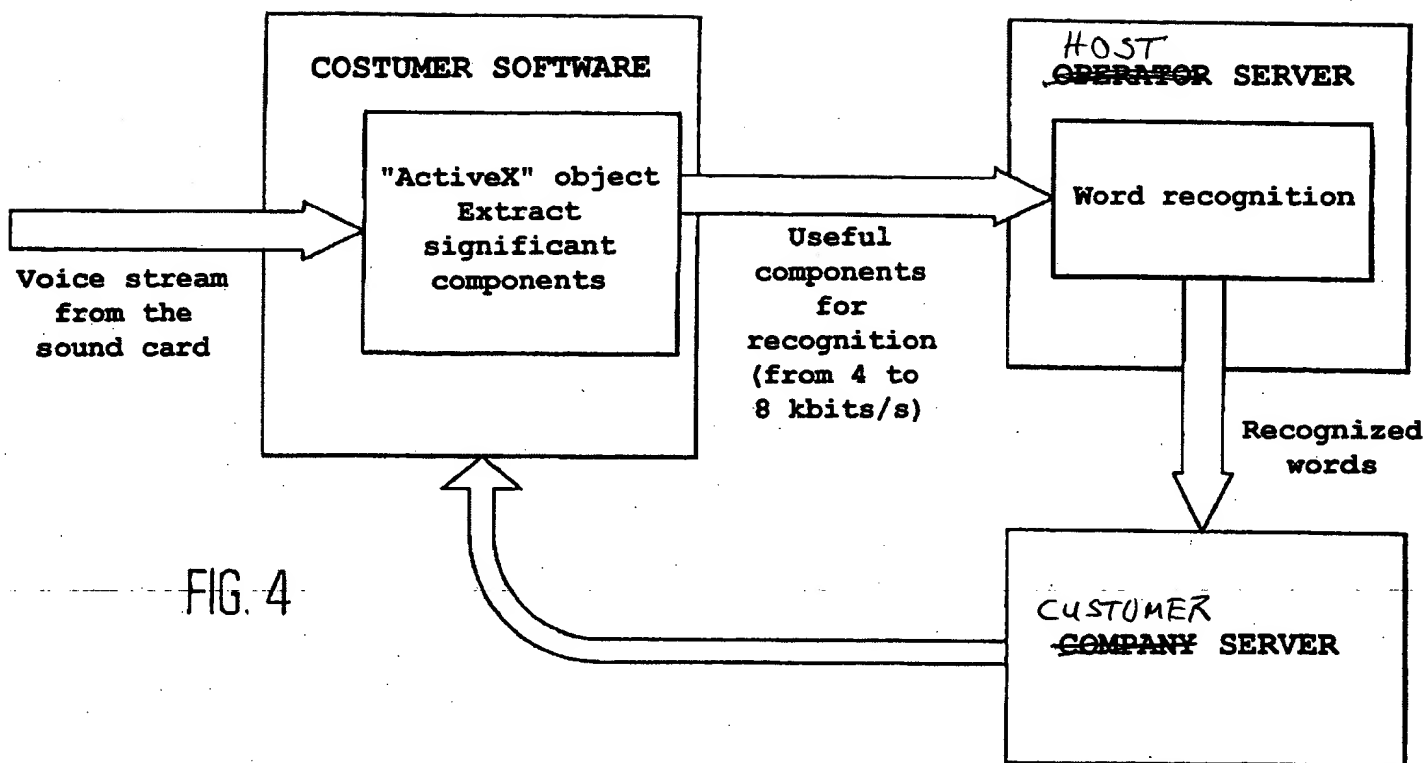 COSTUMER SOFTWARE
"ActiveX" object
Extract
significant
components
Voice stream
from the
sound card
Useful
components
for
recognition
(from 4 to
8 kbits/s)
HOST
OPERATOR SERVER
Word recognition
Recognized
words
CUSTOMER
COMPANY SERVER
FIG. 4